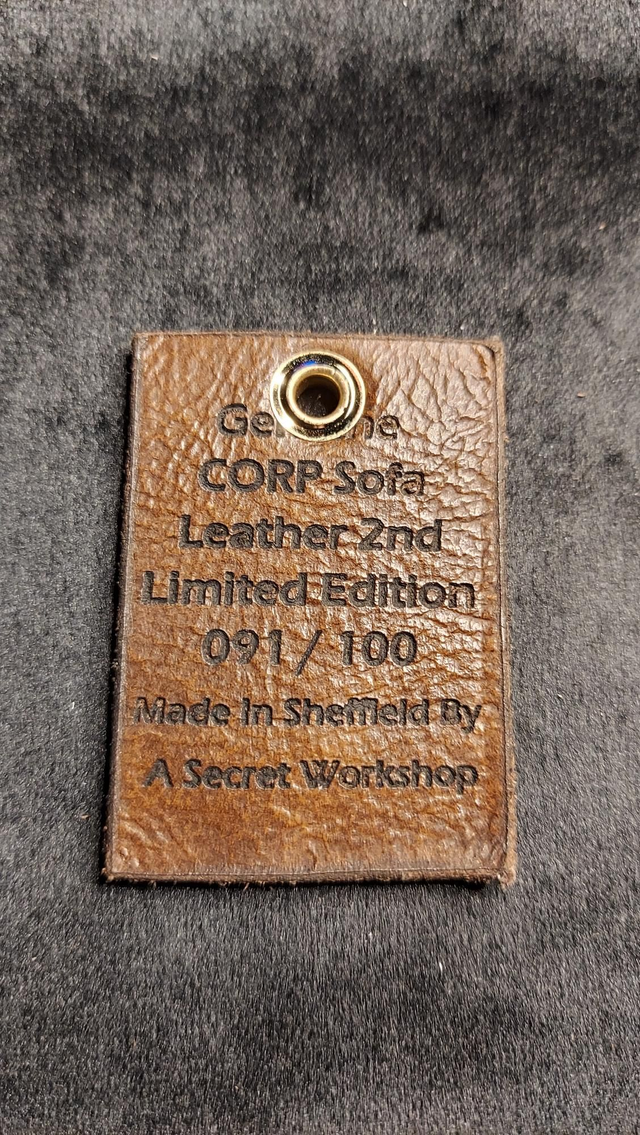 CORP Sofa
Leather 2nd
Limited Edition
091/ 100
Made In Sheffield By
A Secret Workshop